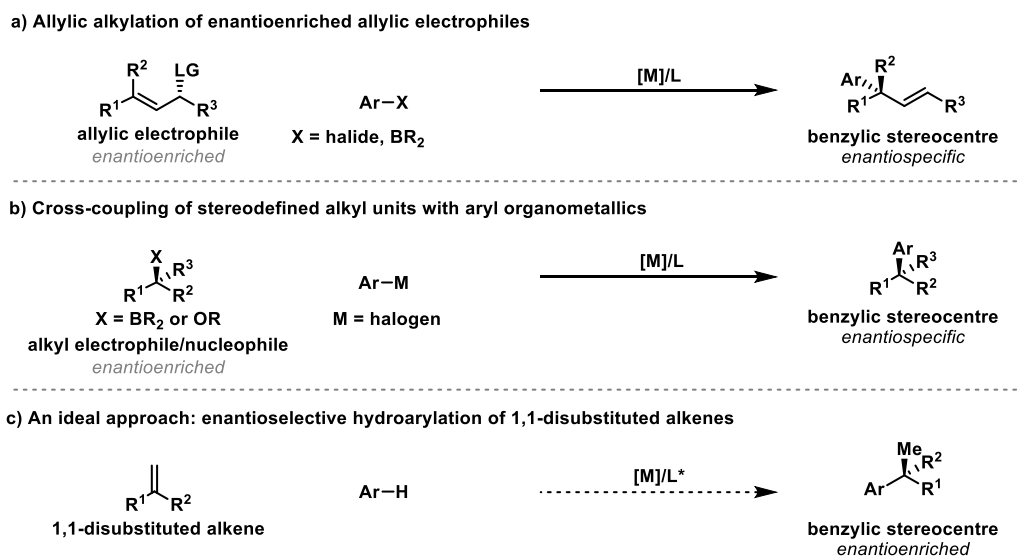 a) Allylic alkylation of enantioenriched allylic electrophiles
R² LG
R¹ R³
allylic electrophile
enantioenriched
Ar–X
X = halide, BR₂
[M]/L
R²
Ar
R¹ R³
benzylic stereocentre
enantiospecific
b) Cross-coupling of stereodefined alkyl units with aryl organometallics
X
R³
R¹ R²
X = BR₂ or OR
alkyl electrophile/nucleophile
enantioenriched
Ar–M
M = halogen
[M]/L
Ar
R³
R¹ R²
benzylic stereocentre
enantiospecific
c) An ideal approach: enantioselective hydroarylation of 1,1-disubstituted alkenes
R¹ R²
1,1-disubstituted alkene
Ar–H
[M]/L*
Me
R²
Ar R¹
benzylic stereocentre
enantioenriched